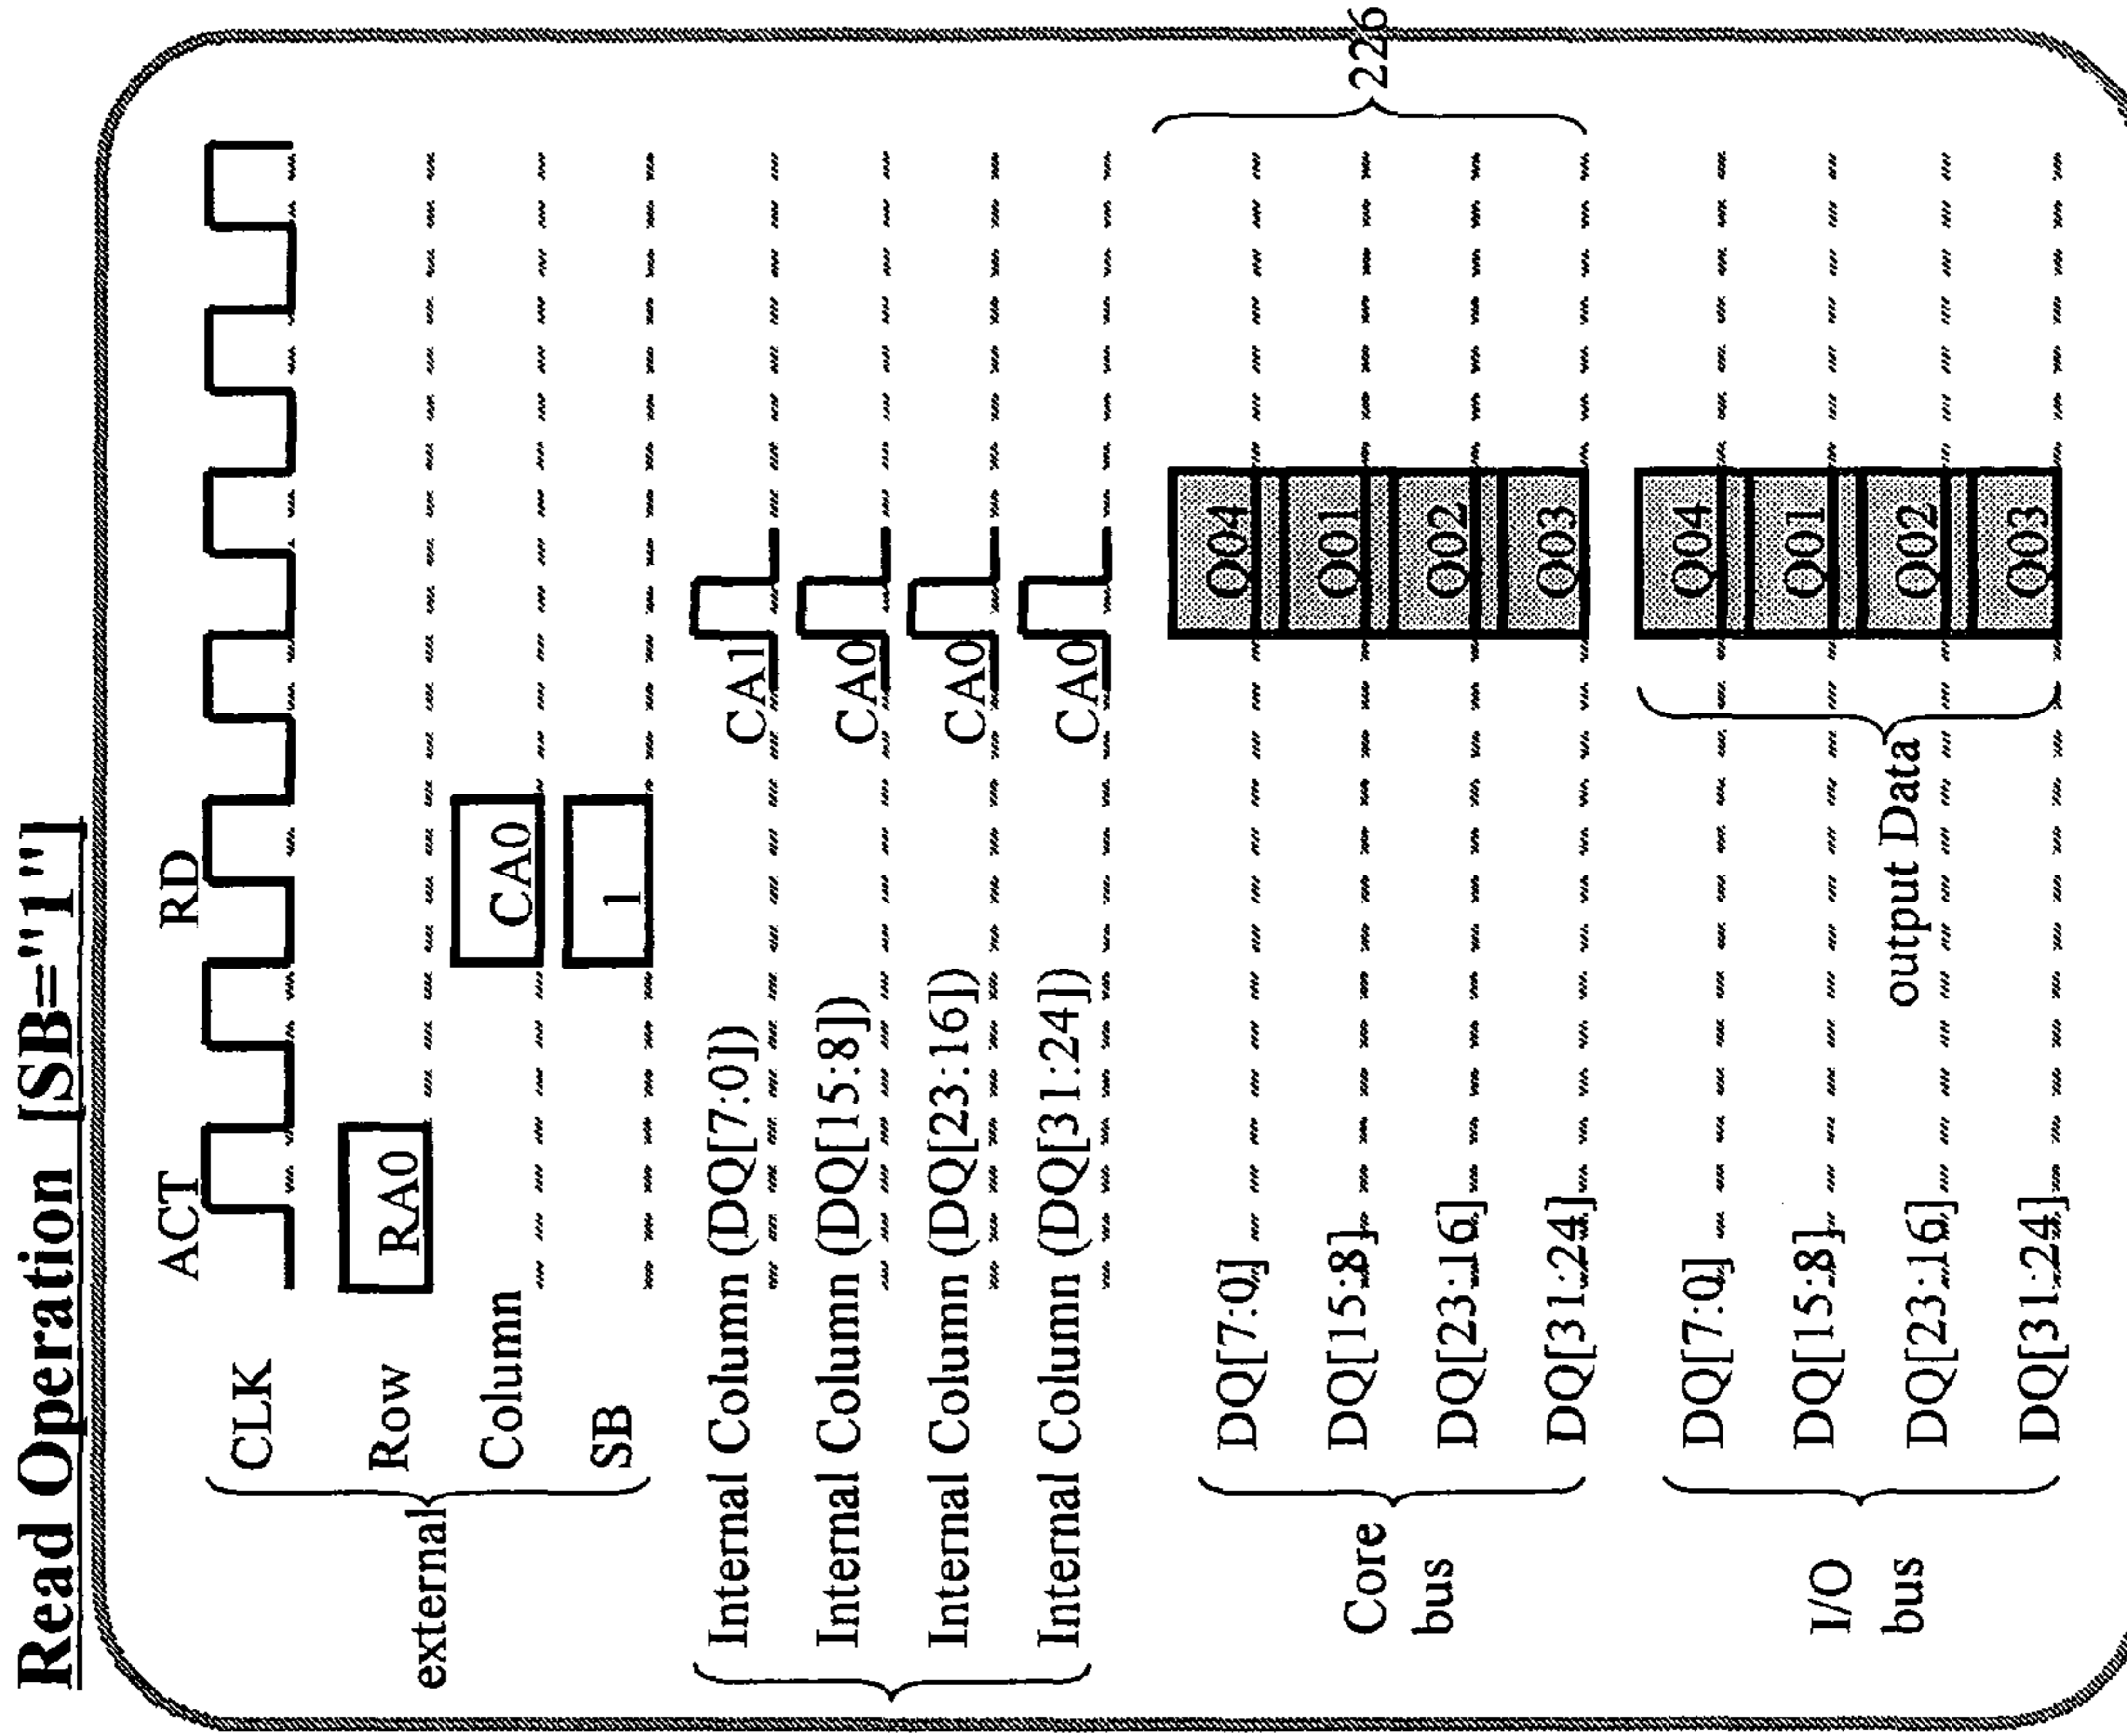 Read Operation [SB="1"]
ACT RD
external
CLK
Row RA0
Column CA0
SB 1
Internal Column (DQ[7:0]) CA1
Internal Column (DQ[15:8]) CA0
Internal Column (DQ[23:16]) CA0
Internal Column (DQ[31:24]) CA0
Core
bus
DQ[7:0] Q04
DQ[15:8] Q01
DQ[23:16] Q02
DQ[31:24] Q03
226
I/O
bus
DQ[7:0] Q04
DQ[15:8] Q01
DQ[23:16] Q02
DQ[31:24] Q03
output Data